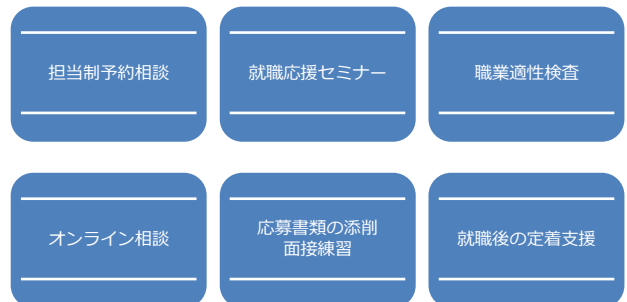 担当制予約相談
就職応援セミナー
職業適性検査
オンライン相談
応募書類の添削
面接練習
就職後の定着支援